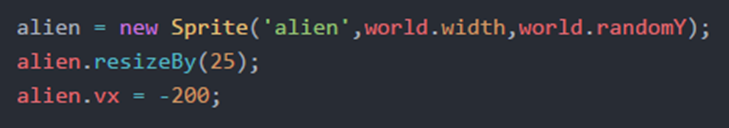 alien = new Sprite('alien',world.width,world.randomY);
alien.resizeBy(25);
alien.vx = -200;